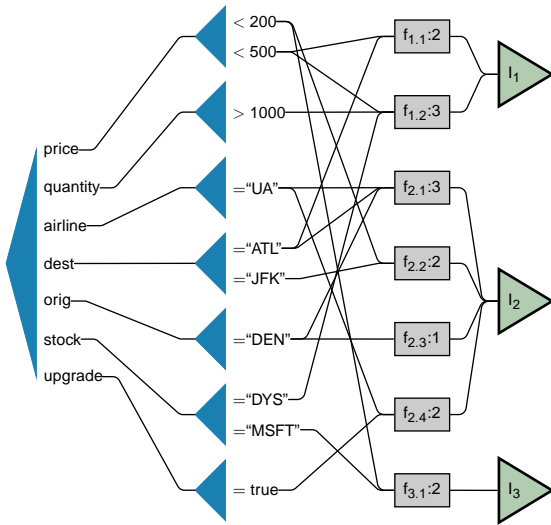 price
quantity
airline
dest
orig
stock
upgrade
< 200
< 500
> 1000
=“UA”
=“ATL”
=“JFK”
=“DEN”
=“DYS”
=“MSFT”
= true
f1.1:2
f1.2:3
f2.1:3
f2.2:2
f2.3:1
f2.4:2
f3.1:2
I1
I2
I3